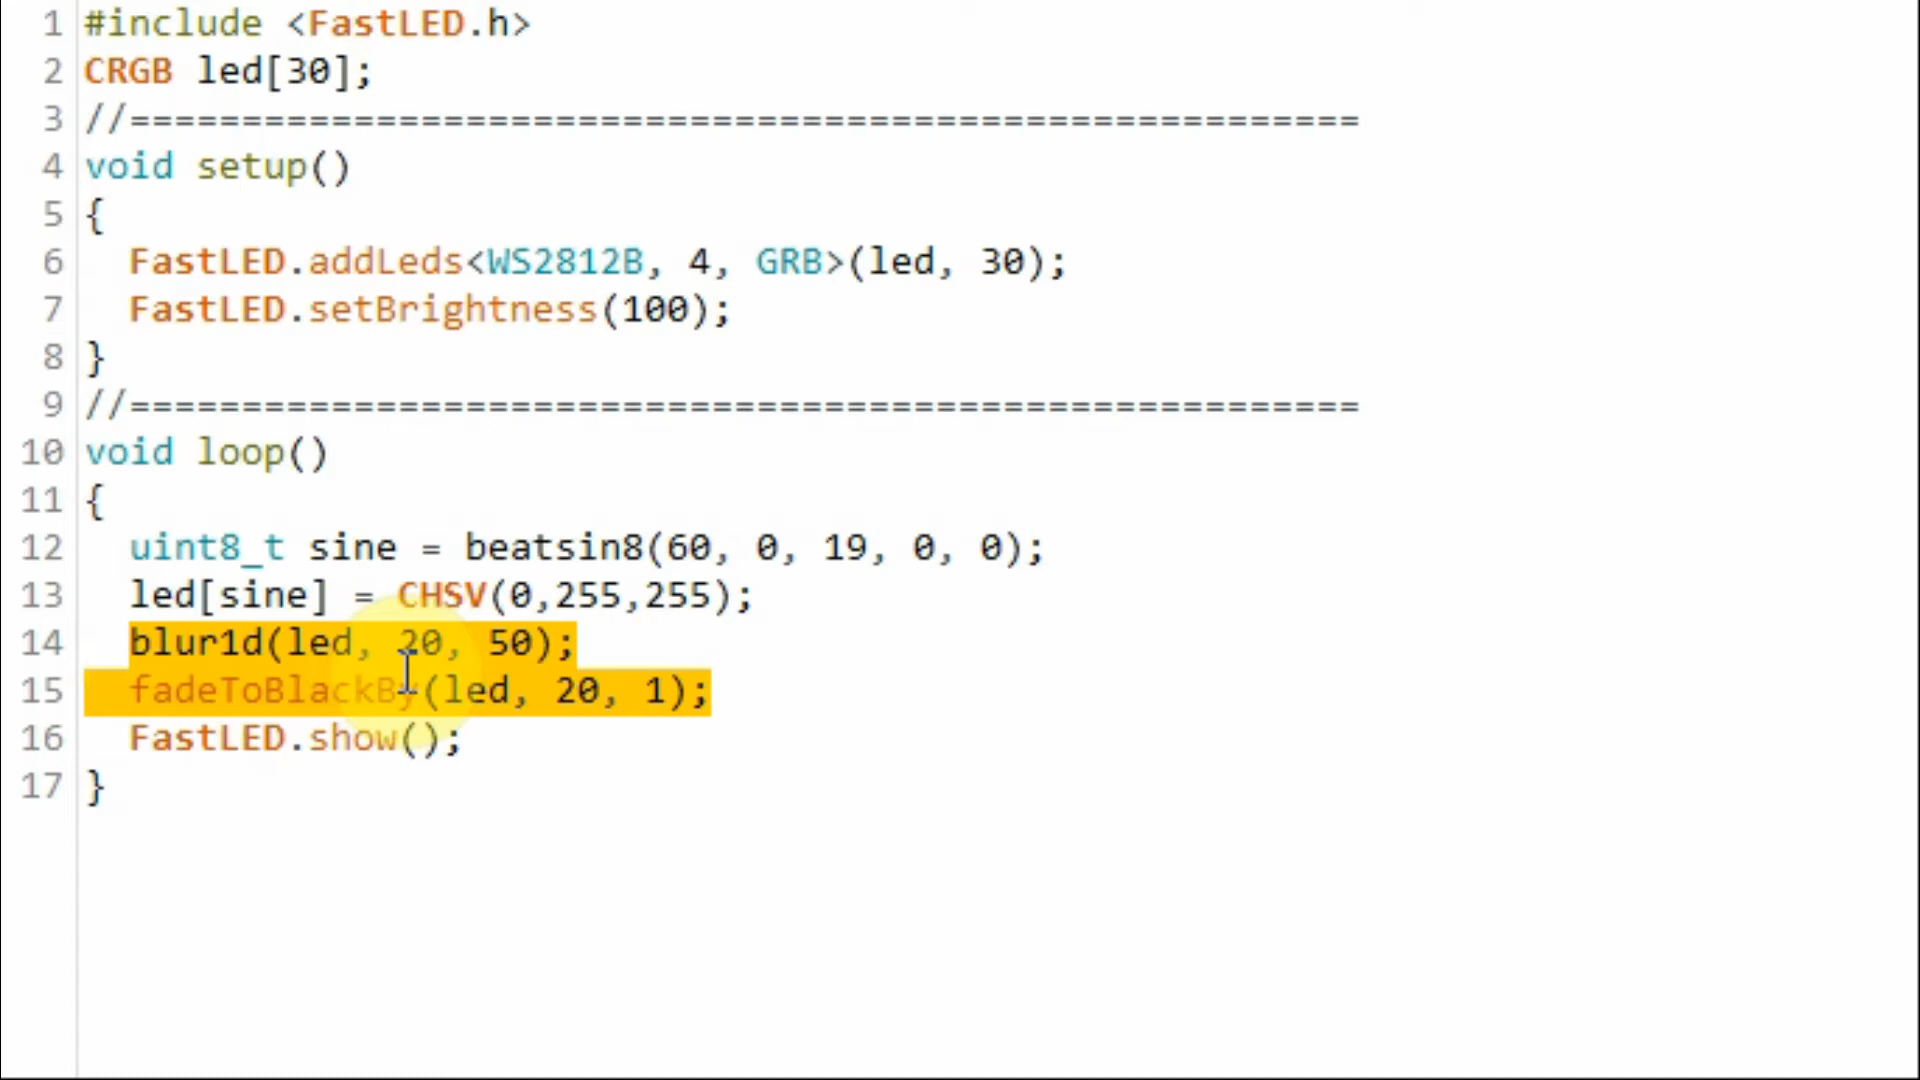 1 #include <FastLED.h>
2 CRGB led[30];
3 //=======================================================
4 void setup()
5 {
6   FastLED.addLeds<WS2812B, 4, GRB>(led, 30);
7   FastLED.setBrightness(100);
8 }
9 //=======================================================
10 void loop()
11 {
12   uint8_t sine = beatsin8(60, 0, 19, 0, 0);
13   led[sine] = CHSV(0,255,255);
14   blur1d(led, 20, 50);
15   fadeToBlackBy(led, 20, 1);
16   FastLED.show();
17 }